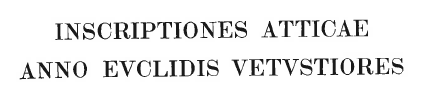 INSCRIPTIONES ATTICAE
ANNO EVCLIDIS VETVSTIORES